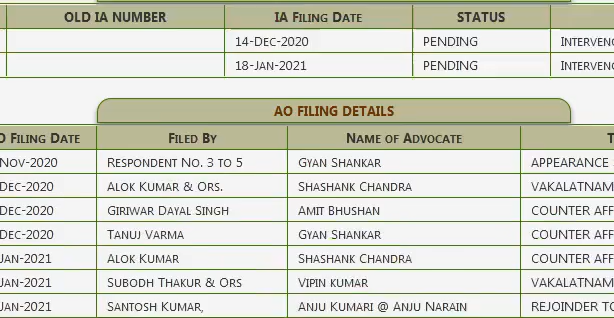 OLD IA NUMBER IA FILING DATE STATUS
14-DEC-2020 PENDING
18-JAN-2021 PENDING
AO FILING DETAILS
FILING DATE FILED BY NAME OF ADVOCATE
NOV-2020 RESPONDENT NO. 3 TO 5 GYAN SHANKAR APPEARANCE
DEC-2020 ALOK KUMAR & ORS. SHASHANK CHANDRA
DEC-2020 GIRIWAR DAYAL SINGH AMIT BHUSHAN COUNTER AFF
DEC-2020 TANUJ VARMA GYAN SHANKAR COUNTER AFF
JAN-2021 ALOK KUMAR SHASHANK CHANDRA COUNTER AFF
JAN-2021 SUBODH THAKUR & ORS VIPIN KUMAR
JAN-2021 SANTOSH KUMAR, ANJU KUMARI @ ANJU NARAIN REJOINDER TO